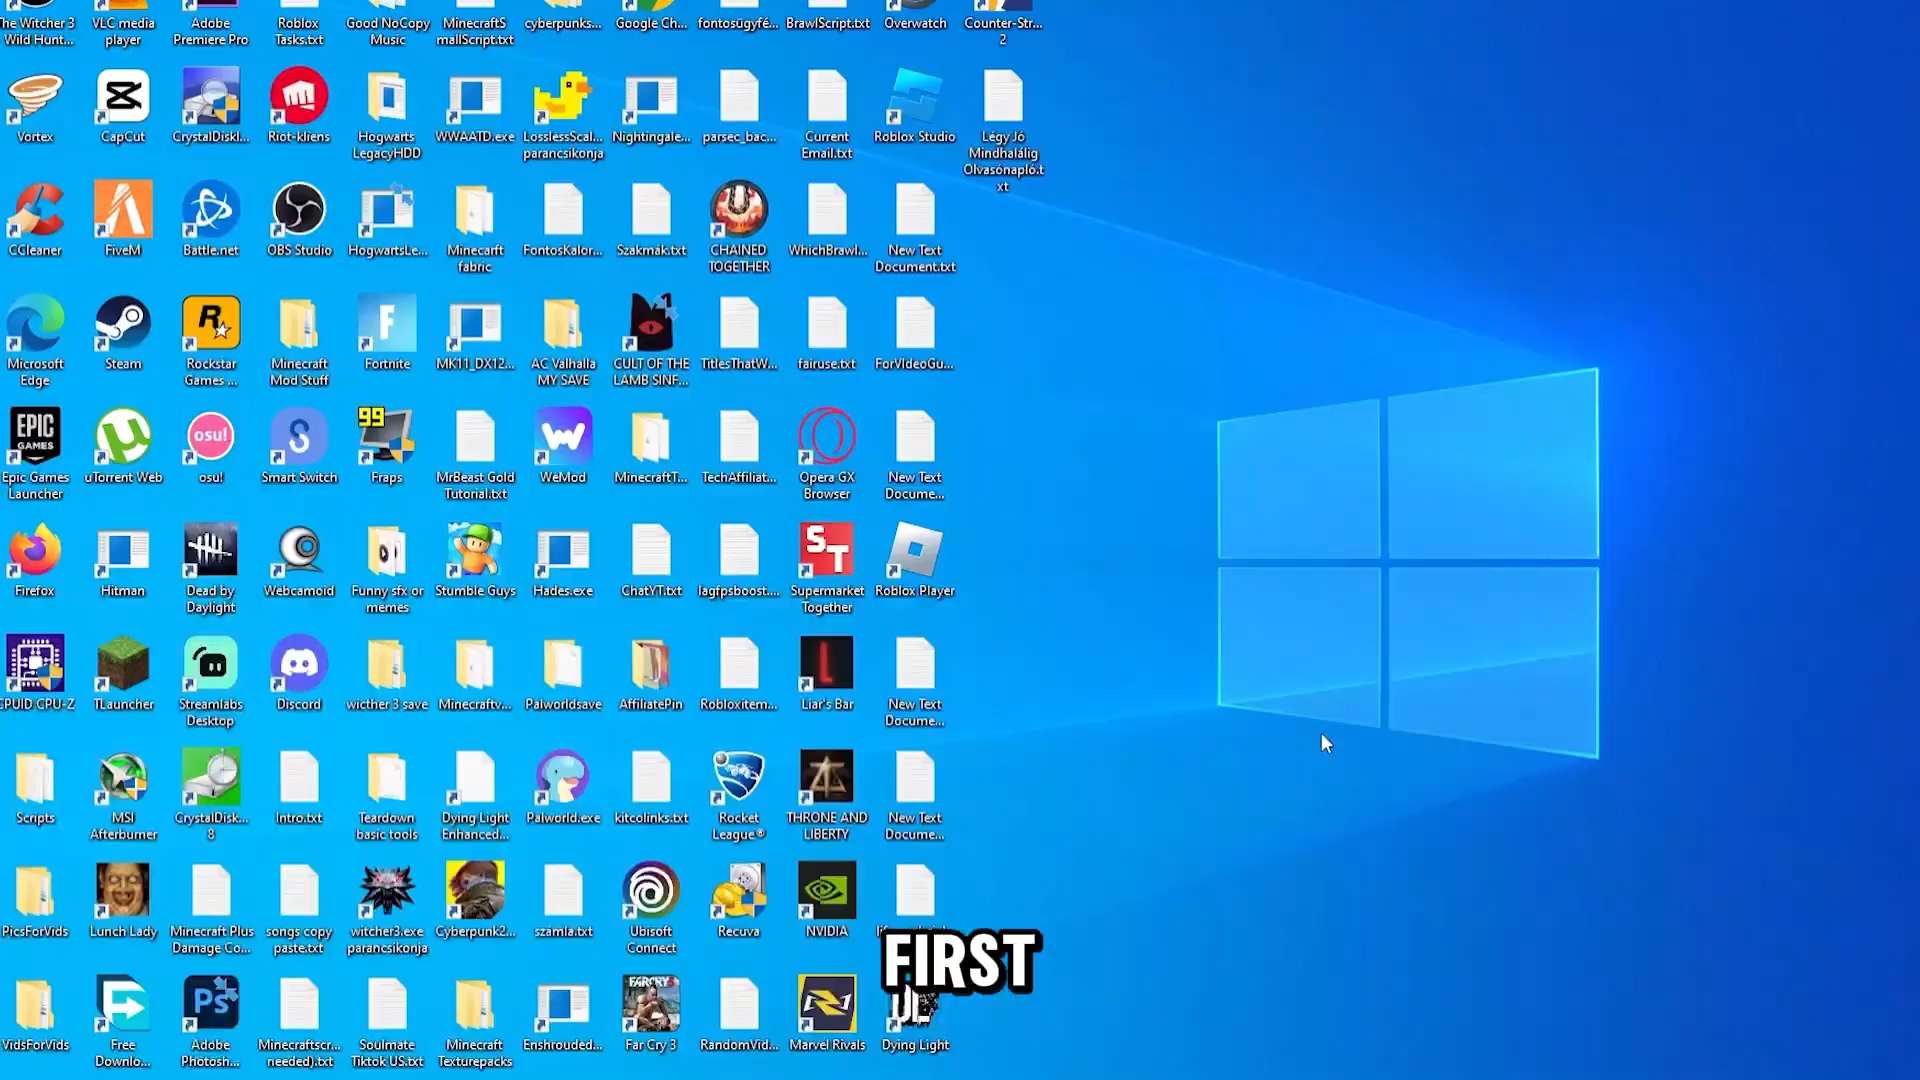 The Witcher 3
Wild Hunt...
VLC media
player
Adobe
Premiere Pro
Roblox
Tasks.txt
Good NoCopy
Music
MinecraftS
mallScript.txt
cyberpunks...
Google Ch...
fontosügyfé...
BrawlScript.txt
Overwatch
Counter-Str...
2
Vortex
CapCut
CrystalDiskI...
Riot-kliens
Hogwarts
LegacyHDD
WWAATD.exe
LosslessScal...
parancsikonja
Nightingale...
parsec_bac...
Current
Email.txt
Roblox Studio
Légy Jó
Mindhalálig
Olvasónapló.t
xt
CCleaner
FiveM
Battle.net
OBS Studio
HogwartsLe...
Minecarft
fabric
FontosKalor...
Szakmák.txt
CHAINED
TOGETHER
WhichBrawl...
New Text
Document.txt
Microsoft
Edge
Steam
R
Rockstar
Games ...
Minecraft
Mod Stuff
F
Fortnite
MK11_DX12...
AC Valhalla
MY SAVE
CULT OF THE
LAMB SINF...
TitlesThatW...
fairuse.txt
ForVideoGu...
EPIC
GAMES
Epic Games
Launcher
uTorrent Web
osu!
osu!
S
Smart Switch
99
Fraps
MrBeast Gold
Tutorial.txt
WeMod
MinecraftT...
TechAffiliat...
Opera GX
Browser
New Text
Docume...
Firefox
Hitman
Dead by
Daylight
Webcamoid
Funny sfx or
memes
Stumble Guys
Hades.exe
ChatYT.txt
lagfpsboost....
ST
Supermarket
Together
Roblox Player
CPUID CPU-Z
TLauncher
Streamlabs
Desktop
Discord
wicther 3 save
Minecraftv...
Palworldsave
AffiliatePin
Robloxitem...
L
Liar's Bar
New Text
Docume...
Scripts
MSI
Afterburner
CrystalDisk...
8
Intro.txt
Teardown
basic tools
Dying Light
Enhanced...
Palworld.exe
kitcolinks.txt
Rocket
League®
THRONE AND
LIBERTY
New Text
Docume...
PicsForVids
Lunch Lady
Minecraft Plus
Damage Co...
songs copy
paste.txt
witcher3.exe
parancsikonja
Cyberpunk2...
szamla.txt
Ubisoft
Connect
Recuva
NVIDIA
FIRST
VidsForVids
Free
Downlo...
Ps
Adobe
Photosh...
Minecraftscr...
needed).txt
Soulmate
Tiktok US.txt
Minecraft
Texturepacks
Enshrouded...
FARCRY3
Far Cry 3
RandomVid...
Marvel Rivals
Dying Light